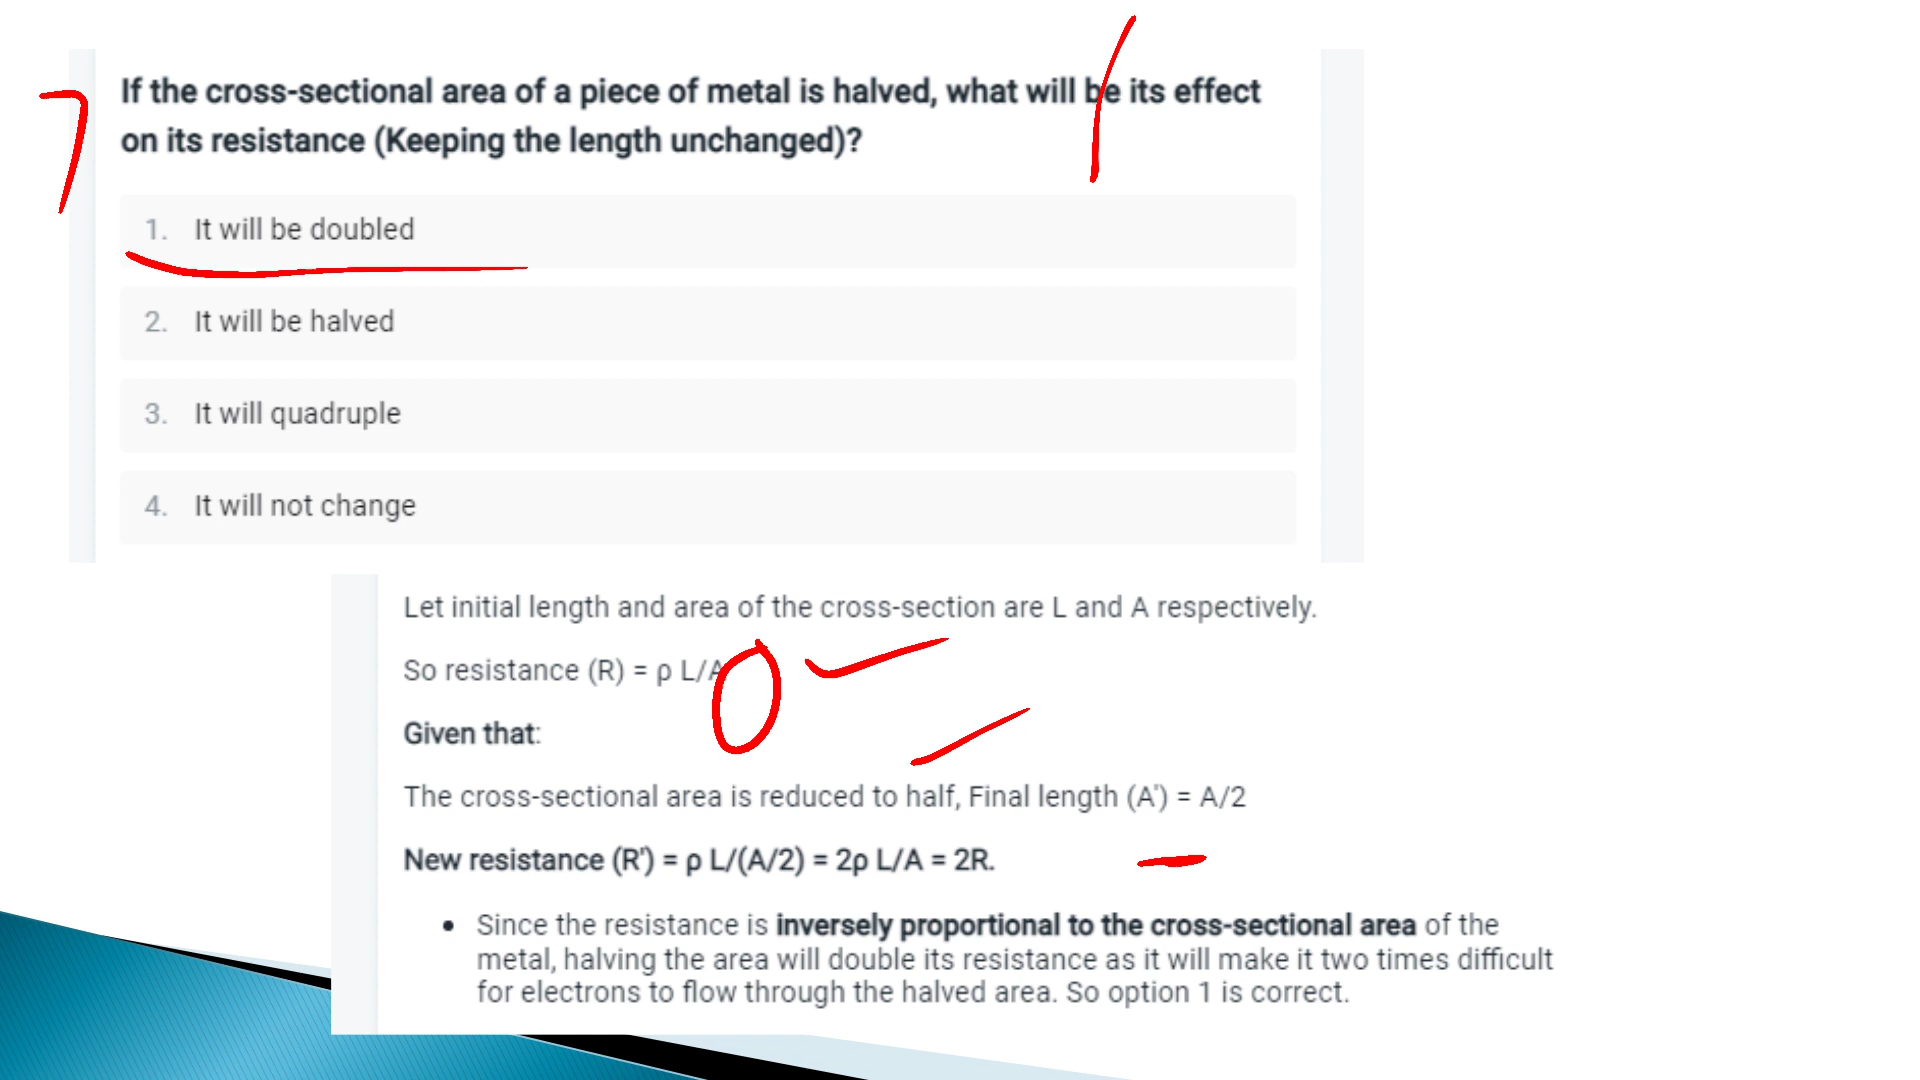 If the cross-sectional area of a piece of metal is halved, what will be its effect
on its resistance (Keeping the length unchanged)?
1. It will be doubled
2. It will be halved
3. It will quadruple
4. It will not change
Let initial length and area of the cross-section are L and A respectively.
So resistance (R) = ρ L/A
Given that:
The cross-sectional area is reduced to half, Final length (A') = A/2
New resistance (R') = ρ L/(A/2) = 2ρ L/A = 2R.
• Since the resistance is inversely proportional to the cross-sectional area of the
metal, halving the area will double its resistance as it will make it two times difficult
for electrons to flow through the halved area. So option 1 is correct.